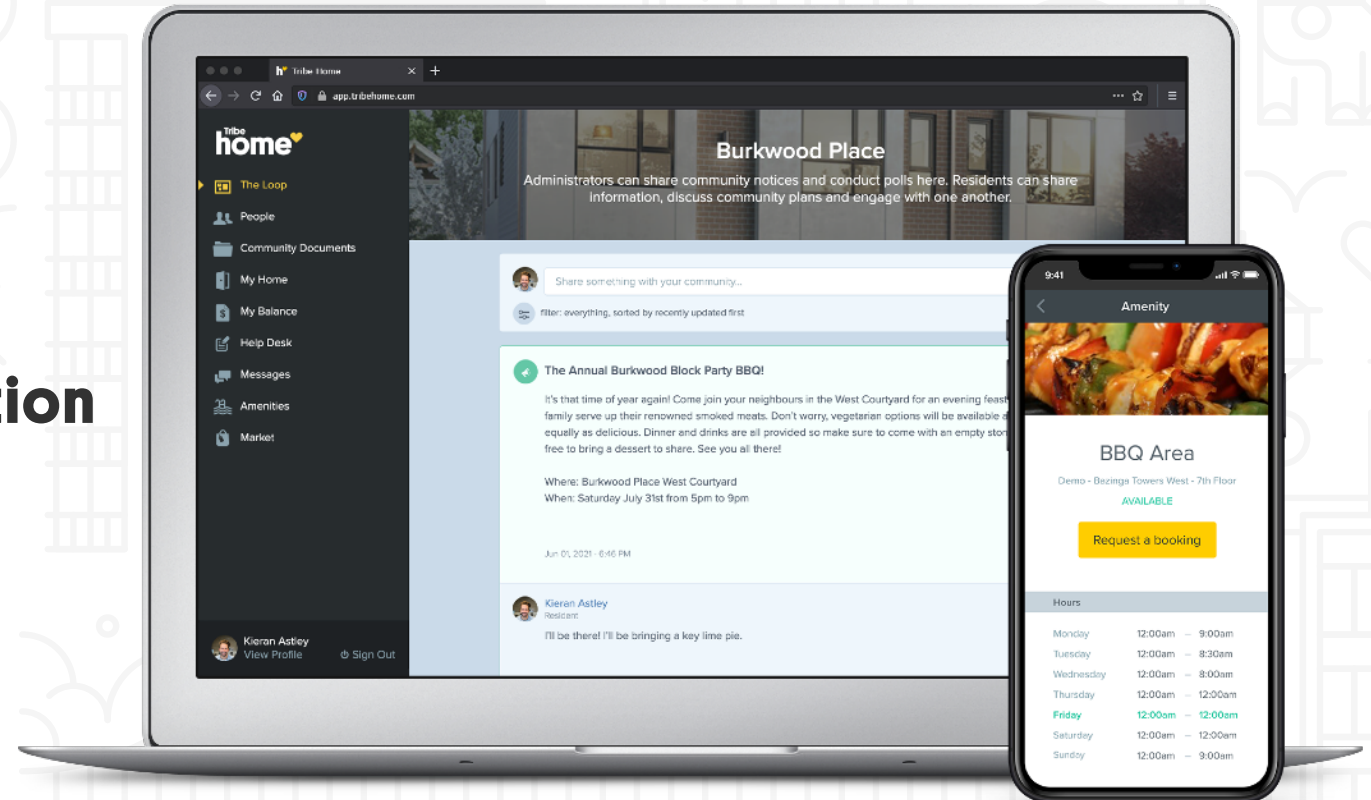 tion
Tribe Home
app.tribehome.com
Tribe
home
The Loop
People
Community Documents
My Home
My Balance
Help Desk
Messages
Amenities
Market
Kieran Astley
View Profile
Sign Out
Burkwood Place
Administrators can share community notices and conduct polls here. Residents can share
information, discuss community plans and engage with one another.
Share something with your community...
filter: everything, sorted by recently updated first
The Annual Burkwood Block Party BBQ!
It's that time of year again! Come join your neighbours in the West Courtyard for an evening feast
family serve up their renowned smoked meats. Don't worry, vegetarian options will be available
equally as delicious. Dinner and drinks are all provided so make sure to come with an empty
free to bring a dessert to share. See you all there!
Where: Burkwood Place West Courtyard
When: Saturday July 31st from 5pm to 9pm
Jun 01, 2021 - 6:46 PM
Kieran Astley
Resident
I'll be there! I'll be bringing a key lime pie.
9:41
Amenity
BBQ Area
Demo - Bazinga Towers West - 7th Floor
AVAILABLE
Request a booking
Hours
Monday 12:00am – 9:00am
Tuesday 12:00am – 8:30am
Wednesday 12:00am – 8:00am
Thursday 12:00am – 12:00am
Friday 12:00am – 12:00am
Saturday 12:00am – 12:00am
Sunday 12:00am – 9:00am